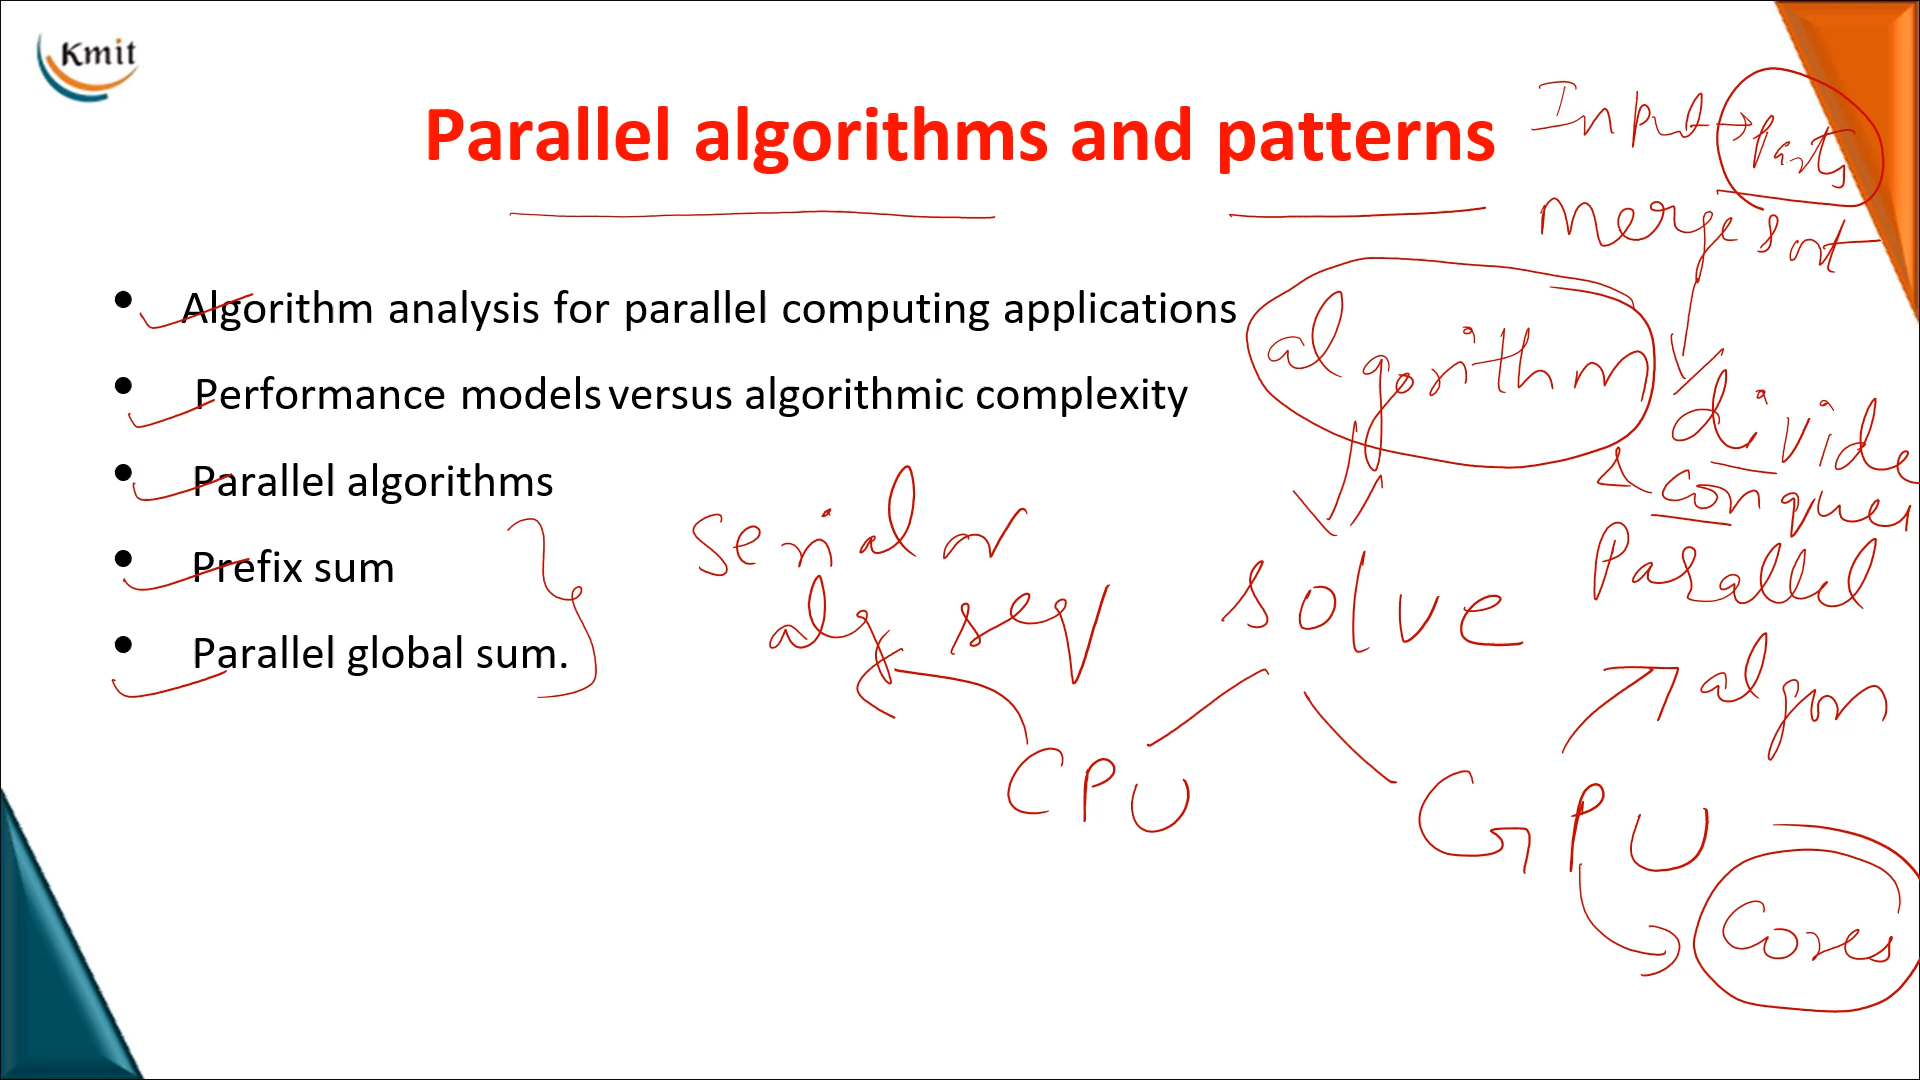 Kmit
Parallel algorithms and patterns
• Algorithm analysis for parallel computing applications
• Performance models versus algorithmic complexity
• Parallel algorithms
• Prefix sum
• Parallel global sum.
Input → Parts
merge sort
algorithm
divide
& conquer
Parallel
algori
solve
serial or
alg seq
CPU
GPU
Cores